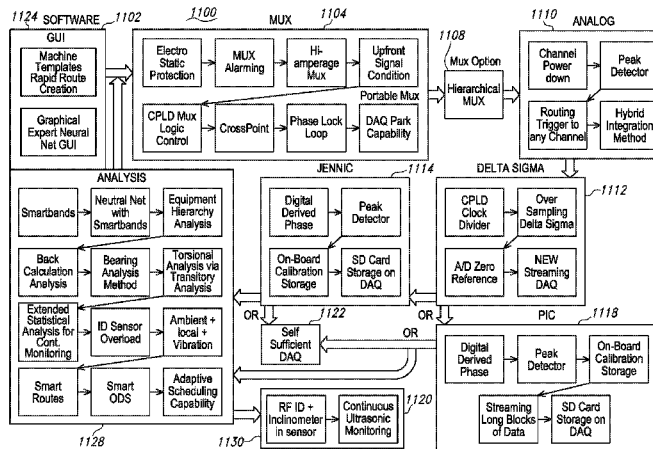 1124
SOFTWARE
1102
GUI
Machine
Templates
Rapid Route
Creation
Graphical
Expert Neural
Net GUI
1100
MUX
1104
Electro
Static
Protection
MUX
Alarming
Hi-
amperage
Mux
Upfront
Signal
Condition
Portable Mux
CPLD Mux
Logic
Control
CrossPoint
Phase Lock
Loop
DAQ Park
Capability
1108
Mux Option
Hierarchical
MUX
1110
ANALOG
Channel
Power
down
Peak
Detector
Routing
Trigger to
any Channel
Hybrid
Integration
Method
ANALYSIS
Smartbands
Neutral Net
with
Smartbands
Equipment
Hierarchy
Analysis
Back
Calculation
Analysis
Bearing
Analysis
Method
Torsional
Analysis via
Transitory
Analysis
Extended
Statistical
Analysis for
Cont. Monitoring
ID Sensor
Overload
Ambient +
local +
Vibration
Smart
Routes
Smart
ODS
Adaptive
Scheduling
Capability
1128
JENNIC
1114
Digital
Derived
Phase
Peak
Detector
On-Board
Calibration
Storage
SD Card
Storage on
DAQ
DELTA SIGMA
1112
CPLD
Clock
Divider
Over
Sampling
Delta Sigma
A/D Zero
Reference
NEW
Streaming
DAQ
OR
1122
Self
Sufficient
DAQ
OR
OR
PIC
1118
Digital
Derived
Phase
Peak
Detector
On-Board
Calibration
Storage
Streaming
Long Blocks
of Data
SD Card
Storage on
DAQ
1120
RF ID +
Inclinometer
in sensor
Continuous
Ultrasonic
Monitoring
1130